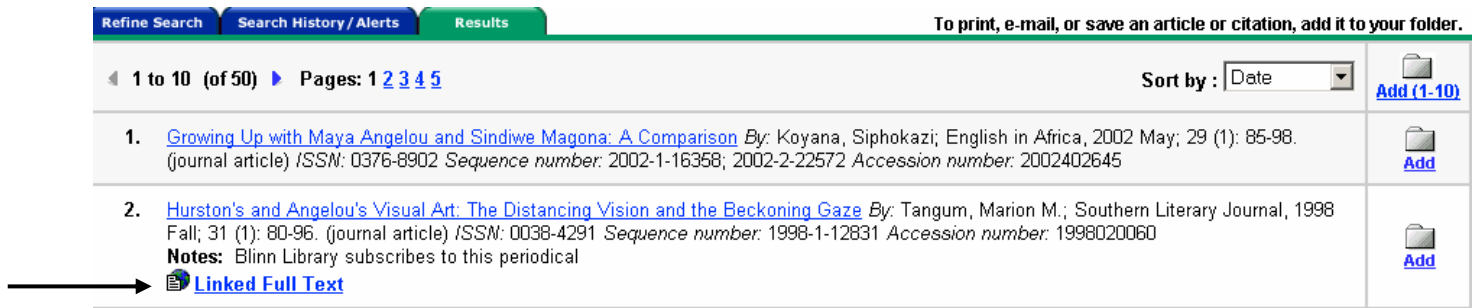 Refine Search Search History/Alerts Results To print, e-mail, or save an article or citation, add it to your folder.
1 to 10 (of 50) Pages: 1 2 3 4 5 Sort by : Date Add (1-10)
1. Growing Up with Maya Angelou and Sindiwe Magona: A Comparison By: Koyana, Siphokazi; English in Africa, 2002 May; 29 (1): 85-98.
(journal article) ISSN: 0376-8902 Sequence number: 2002-1-16358; 2002-2-22572 Accession number: 2002402645
Add
2. Hurston's and Angelou's Visual Art: The Distancing Vision and the Beckoning Gaze By: Tangum, Marion M.; Southern Literary Journal, 1998
Fall; 31 (1): 80-96. (journal article) ISSN: 0038-4291 Sequence number: 1998-1-12831 Accession number: 1998020060
Notes: Blinn Library subscribes to this periodical
Add
Linked Full Text